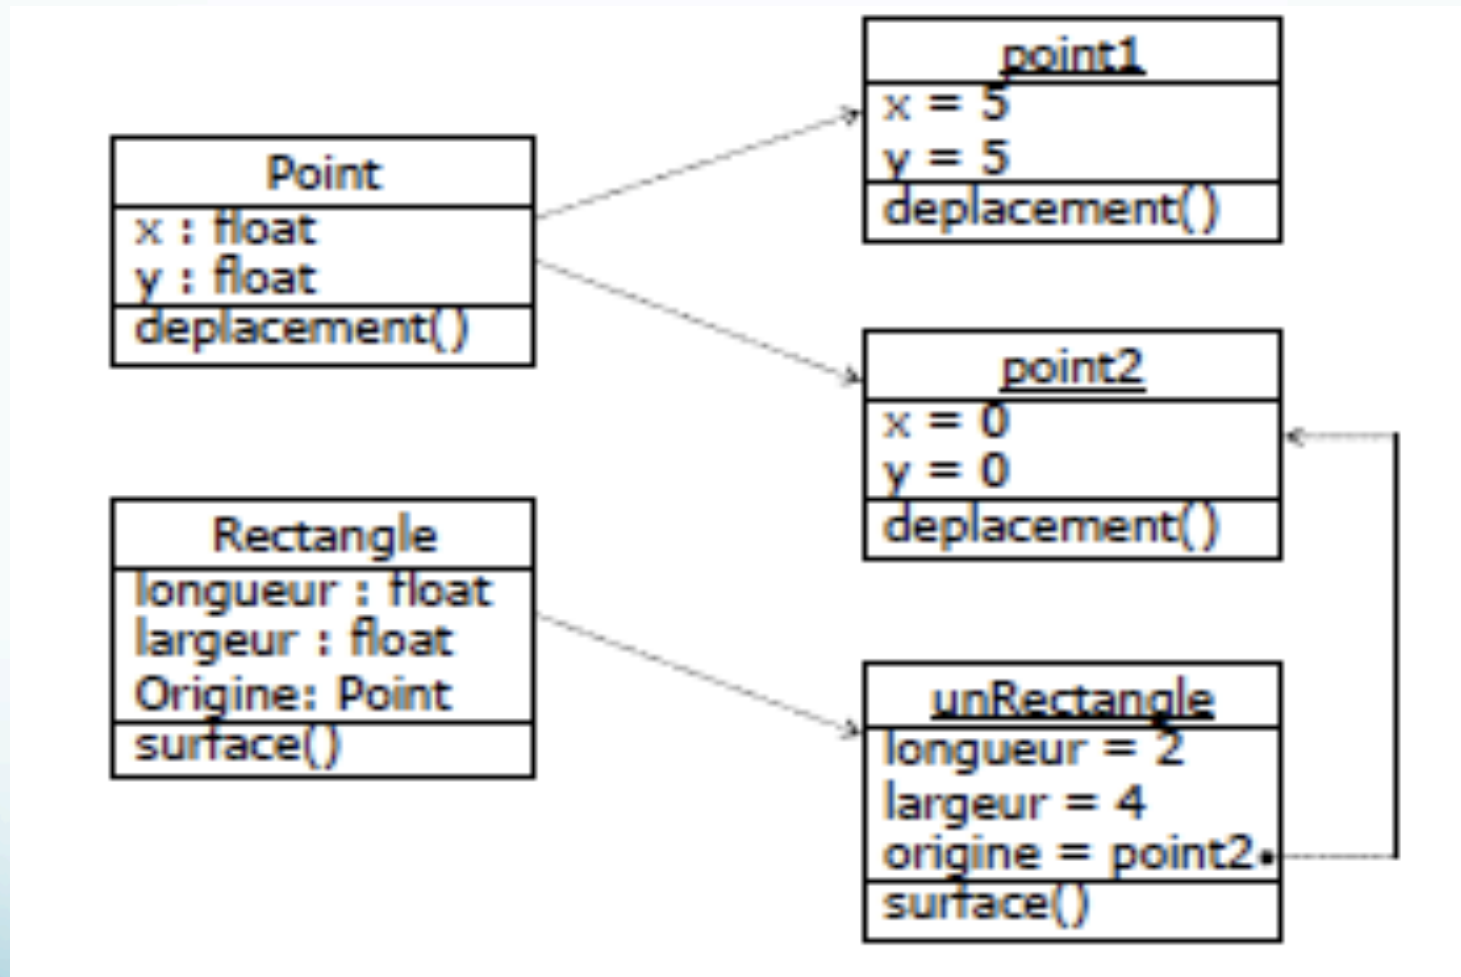 Point
x : float
y : float
deplacement()
Rectangle
longueur : float
largeur : float
Origine: Point
surface()
point1
x = 5
y = 5
deplacement()
point2
x = 0
y = 0
deplacement()
unRectangle
longueur = 2
largeur = 4
origine = point2
surface()